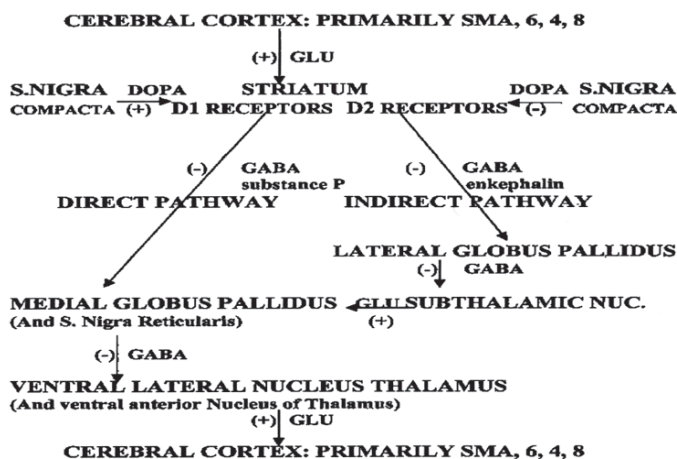 CEREBRAL CORTEX: PRIMARILY SMA, 6, 4, 8
(+) GLU
S.NIGRA DOPA STRIATUM DOPA S.NIGRA
COMPACTA (+) D1 RECEPTORS D2 RECEPTORS (-) COMPACTA
(-) GABA (-) GABA
substance P enkephalin
DIRECT PATHWAY INDIRECT PATHWAY
LATERAL GLOBUS PALLIDUS
(-) GABA
MEDIAL GLOBUS PALLIDUS GLU SUBTHALAMIC NUC.
(And S. Nigra Reticularis) (+)
(-) GABA
VENTRAL LATERAL NUCLEUS THALAMUS
(And ventral anterior Nucleus of Thalamus)
(+) GLU
CEREBRAL CORTEX: PRIMARILY SMA, 6, 4, 8